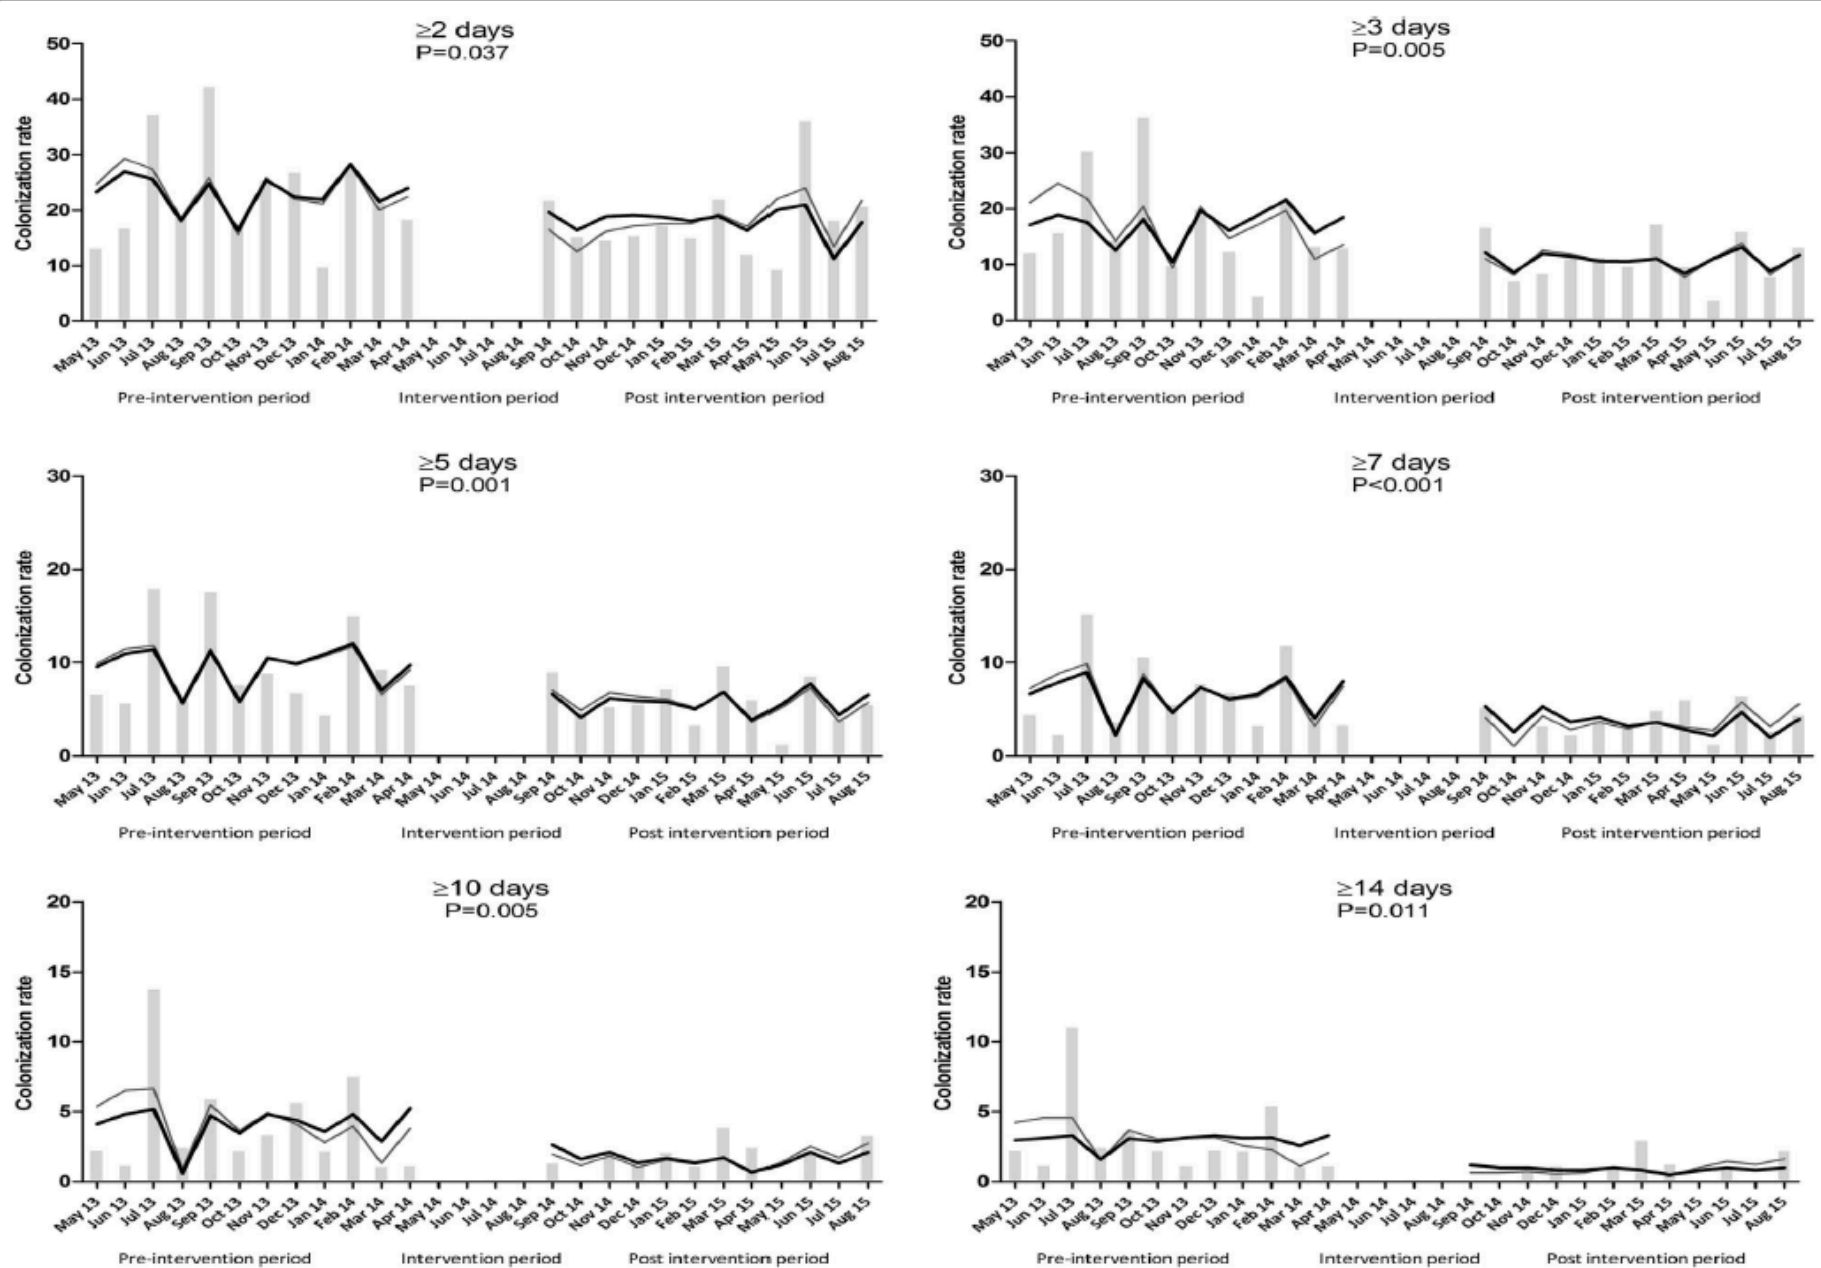 ≥2 days
P=0.037
Colonization rate
50
40
30
20
10
0
May 13 Jun 13 Jul 13 Aug 13 Sep 13 Oct 13 Nov 13 Dec 13 Jan 14 Feb 14 Mar 14 Apr 14 May 14 Jun 14 Jul 14 Aug 14 Sep 14 Oct 14 Nov 14 Dec 14 Jan 15 Feb 15 Mar 15 Apr 15 May 15 Jun 15 Jul 15 Aug 15
Pre-intervention period Intervention period Post intervention period
≥3 days
P=0.005
Colonization rate
50
40
30
20
10
0
May 13 Jun 13 Jul 13 Aug 13 Sep 13 Oct 13 Nov 13 Dec 13 Jan 14 Feb 14 Mar 14 Apr 14 May 14 Jun 14 Jul 14 Aug 14 Sep 14 Oct 14 Nov 14 Dec 14 Jan 15 Feb 15 Mar 15 Apr 15 May 15 Jun 15 Jul 15 Aug 15
Pre-intervention period Intervention period Post intervention period
≥5 days
P=0.001
Colonization rate
30
20
10
0
May 13 Jun 13 Jul 13 Aug 13 Sep 13 Oct 13 Nov 13 Dec 13 Jan 14 Feb 14 Mar 14 Apr 14 May 14 Jun 14 Jul 14 Aug 14 Sep 14 Oct 14 Nov 14 Dec 14 Jan 15 Feb 15 Mar 15 Apr 15 May 15 Jun 15 Jul 15 Aug 15
Pre-intervention period Intervention period Post intervention period
≥7 days
P<0.001
Colonization rate
30
20
10
0
May 13 Jun 13 Jul 13 Aug 13 Sep 13 Oct 13 Nov 13 Dec 13 Jan 14 Feb 14 Mar 14 Apr 14 May 14 Jun 14 Jul 14 Aug 14 Sep 14 Oct 14 Nov 14 Dec 14 Jan 15 Feb 15 Mar 15 Apr 15 May 15 Jun 15 Jul 15 Aug 15
Pre-intervention period Intervention period Post intervention period
≥10 days
P=0.005
Colonization rate
20
15
10
5
0
May 13 Jun 13 Jul 13 Aug 13 Sep 13 Oct 13 Nov 13 Dec 13 Jan 14 Feb 14 Mar 14 Apr 14 May 14 Jun 14 Jul 14 Aug 14 Sep 14 Oct 14 Nov 14 Dec 14 Jan 15 Feb 15 Mar 15 Apr 15 May 15 Jun 15 Jul 15 Aug 15
Pre-intervention period Intervention period Post intervention period
≥14 days
P=0.011
Colonization rate
20
15
10
5
0
May 13 Jun 13 Jul 13 Aug 13 Sep 13 Oct 13 Nov 13 Dec 13 Jan 14 Feb 14 Mar 14 Apr 14 May 14 Jun 14 Jul 14 Aug 14 Sep 14 Oct 14 Nov 14 Dec 14 Jan 15 Feb 15 Mar 15 Apr 15 May 15 Jun 15 Jul 15 Aug 15
Pre-intervention period Intervention period Post intervention period